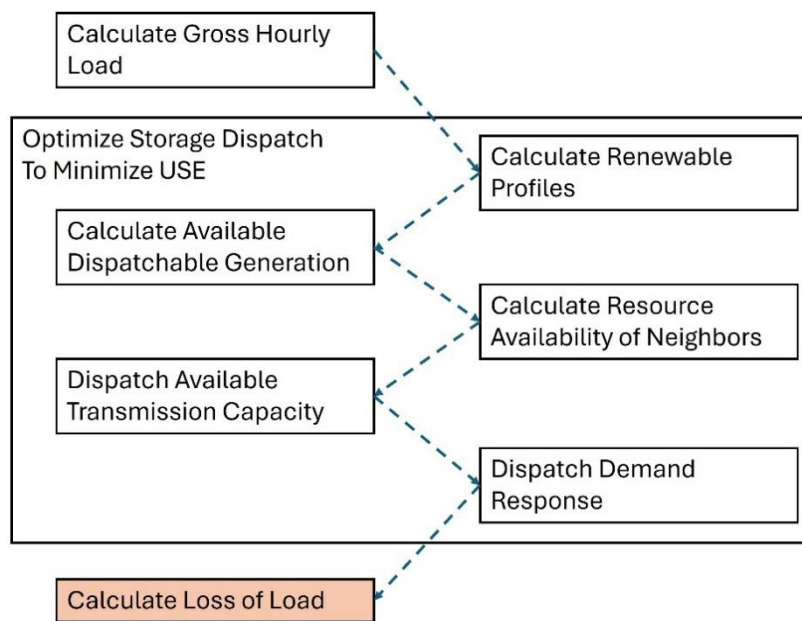 Calculate Gross Hourly
Load
Optimize Storage Dispatch
To Minimize USE
Calculate Renewable
Profiles
Calculate Available
Dispatchable Generation
Calculate Resource
Availability of Neighbors
Dispatch Available
Transmission Capacity
Dispatch Demand
Response
Calculate Loss of Load